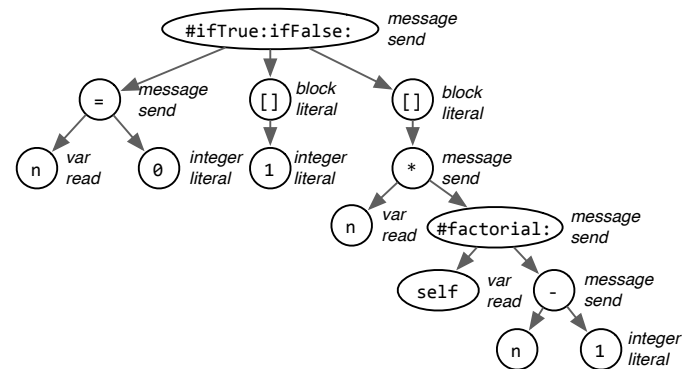 #ifTrue:ifFalse:
message
send
=
message
send
[]
block
literal
[]
block
literal
n
var
read
0
integer
literal
1
integer
literal
*
message
send
n
var
read
#factorial:
message
send
self
var
read
-
message
send
n
1
integer
literal